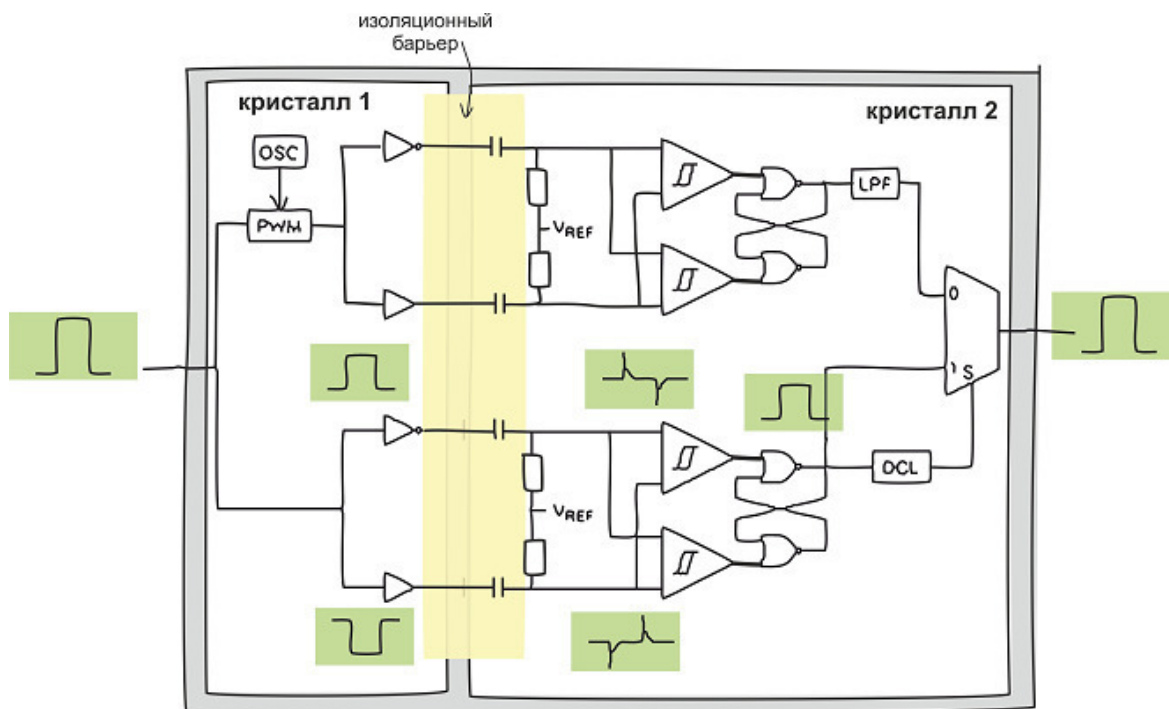 изоляционный
барьер
кристалл 1
кристалл 2
OSC
PWM
VREF
LPF
0
1 S
VREF
DCL